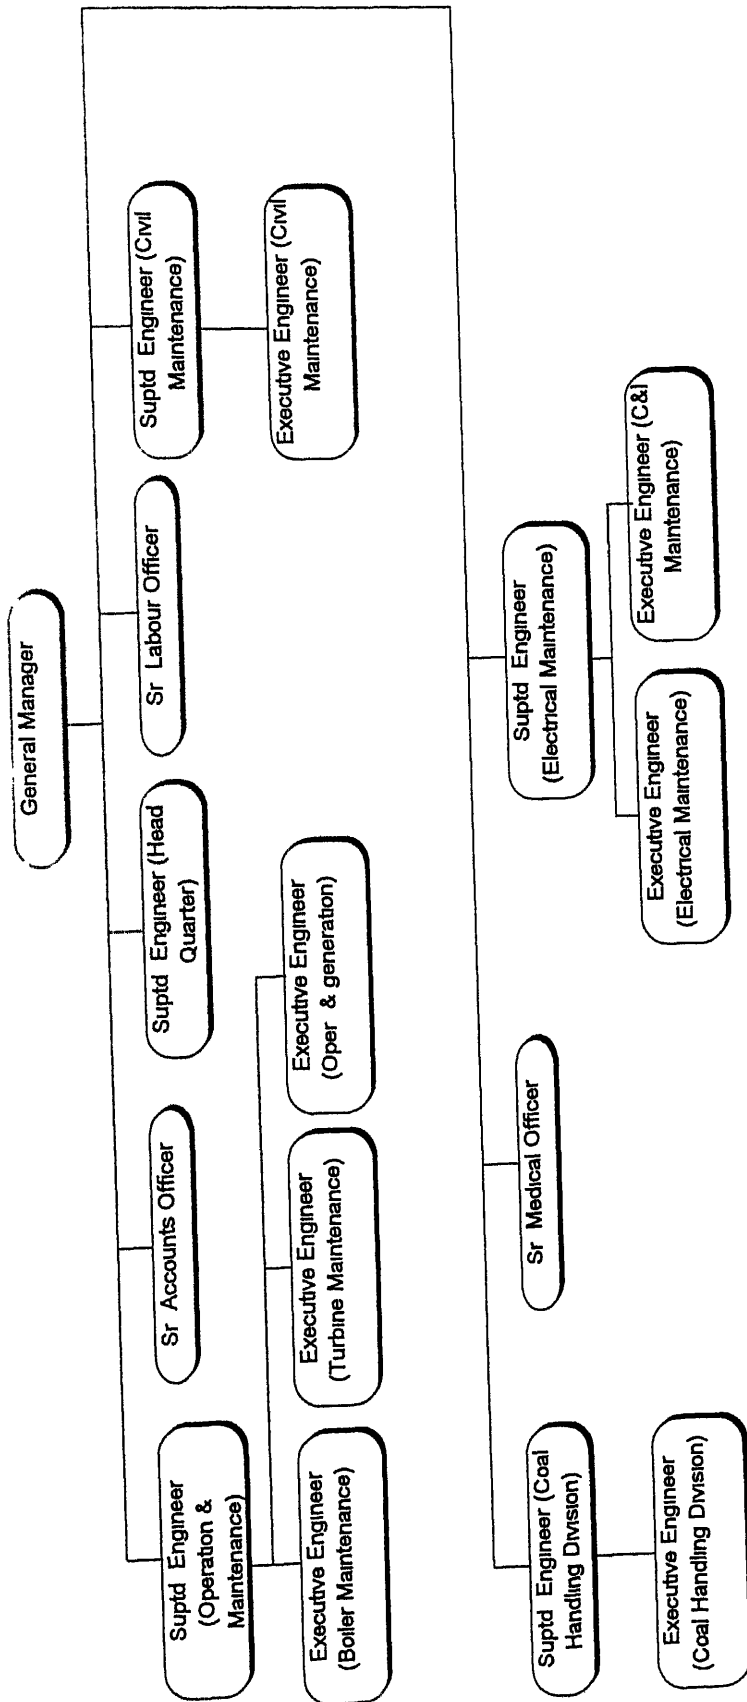 General Manager
Suptd Engineer
(Operation &
Maintenance)
Sr Accounts Officer
Suptd Engineer (Head
Quarter)
Sr Labour Officer
Suptd Engineer (Civil
Maintenance)
Executive Engineer
(Boiler Maintenance)
Executive Engineer
(Turbine Maintenance)
Executive Engineer
(Oper & generation)
Executive Engineer (Civil
Maintenance)
Suptd Engineer (Coal
Handling Division)
Sr Medical Officer
Suptd Engineer
(Electrical Maintenance)
Executive Engineer
(Coal Handling Division)
Executive Engineer
(Electrical Maintenance)
Executive Engineer (C&I
Maintenance)